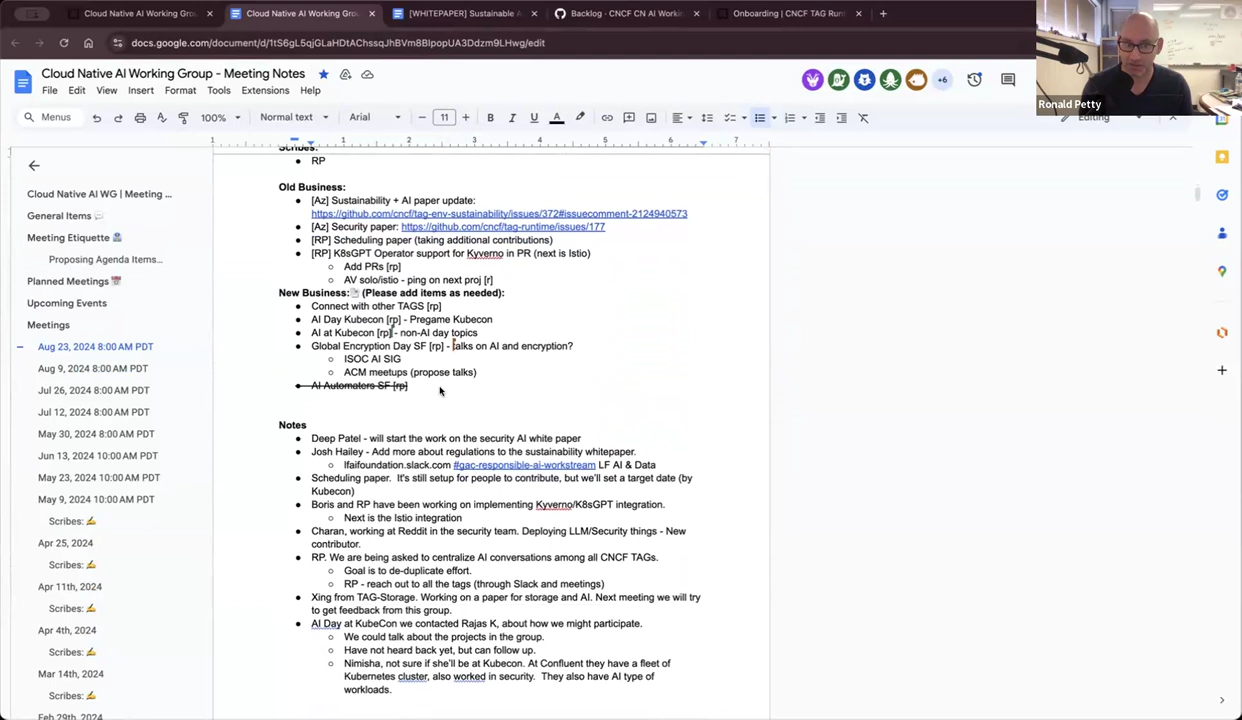 Cloud Native AI Working Gro
Cloud Native AI Working Gro
[WHITEPAPER] Sustainable A
Backlog - CNCF CN AI Workin
Onboarding | CNCF TAG Runt
docs.google.com/document/d/1tS6gL5qjGLaHDtAChssqJhBVm8BIpopUA3Ddzm9LHwg/edit
Cloud Native AI Working Group - Meeting Notes
+6
File Edit View Insert Format Tools Extensions Help
Ronald Petty
Menus 100% Normal text Arial 11 B I U A Editing
1 1 2 3 4 5 6 7
Cloud Native AI WG | Meeting ...
General Items
Meeting Etiquette
Proposing Agenda Items...
Planned Meetings
Upcoming Events
Meetings
Aug 23, 2024 8:00 AM PDT
Aug 9, 2024 8:00 AM PDT
Jul 26, 2024 8:00 AM PDT
Jul 12, 2024 8:00 AM PDT
May 30, 2024 8:00 AM PDT
Jun 13, 2024 10:00 AM PDT
May 23, 2024 10:00 AM PDT
May 9, 2024 10:00 AM PDT
Scribes:
Apr 25, 2024
Scribes:
Apr 11th, 2024
Scribes:
Apr 4th, 2024
Scribes:
Mar 14th, 2024
Scribes:
Feb 29th, 2024
Scribes:
● RP
Old Business:
● [Az] Sustainability + AI paper update:
https://github.com/cncf/tag-env-sustainability/issues/372#issuecomment-2124940573
● [Az] Security paper: https://github.com/cncf/tag-runtime/issues/177
● [RP] Scheduling paper (taking additional contributions)
● [RP] K8sGPT Operator support for Kyverno in PR (next is Istio)
○ Add PRs [rp]
○ AV solo/istio - ping on next proj [r]
New Business: (Please add items as needed):
● Connect with other TAGS [rp]
● AI Day Kubecon [rp] - Pregame Kubecon
● AI at Kubecon [rp] - non-AI day topics
● Global Encryption Day SF [rp] - talks on AI and encryption?
○ ISOC AI SIG
○ ACM meetups (propose talks)
● AI Automaters SF [rp]
Notes
● Deep Patel - will start the work on the security AI white paper
● Josh Hailey - Add more about regulations to the sustainability whitepaper.
○ lfaifoundation.slack.com #gac-responsible-ai-workstream LF AI & Data
● Scheduling paper. It's still setup for people to contribute, but we'll set a target date (by
Kubecon)
● Boris and RP have been working on implementing Kyverno/K8sGPT integration.
○ Next is the Istio integration
● Charan, working at Reddit in the security team. Deploying LLM/Security things - New
contributor.
● RP. We are being asked to centralize AI conversations among all CNCF TAGs.
○ Goal is to de-duplicate effort.
○ RP - reach out to all the tags (through Slack and meetings)
● Xing from TAG-Storage. Working on a paper for storage and AI. Next meeting we will try
to get feedback from this group.
● AI Day at KubeCon we contacted Rajas K, about how we might participate.
○ We could talk about the projects in the group.
○ Have not heard back yet, but can follow up.
○ Nimisha, not sure if she'll be at Kubecon. At Confluent they have a fleet of
Kubernetes cluster, also worked in security. They also have AI type of
workloads.